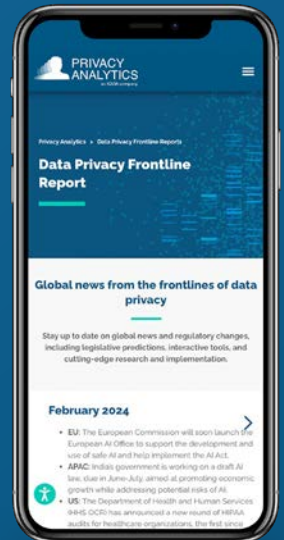 PRIVACY
ANALYTICS
an IQVIA company
Privacy Analytics > Data Privacy Frontline Reports
Data Privacy Frontline
Report
Global news from the frontlines of data
privacy
Stay up to date on global news and regulatory changes,
including legislative predictions, interactive tools, and
cutting-edge research and implementation.
February 2024
• EU: The European Commission will soon launch the
European AI Office to support the development and
use of safe AI and help implement the AI Act.
• APAC: India's government is working on a draft AI
law, due in June-July, aimed at promoting economic
growth while addressing potential risks of AI.
• US: The Department of Health and Human Services
(HHS OCR) has announced a new round of HIPAA
audits for healthcare organizations, the first since